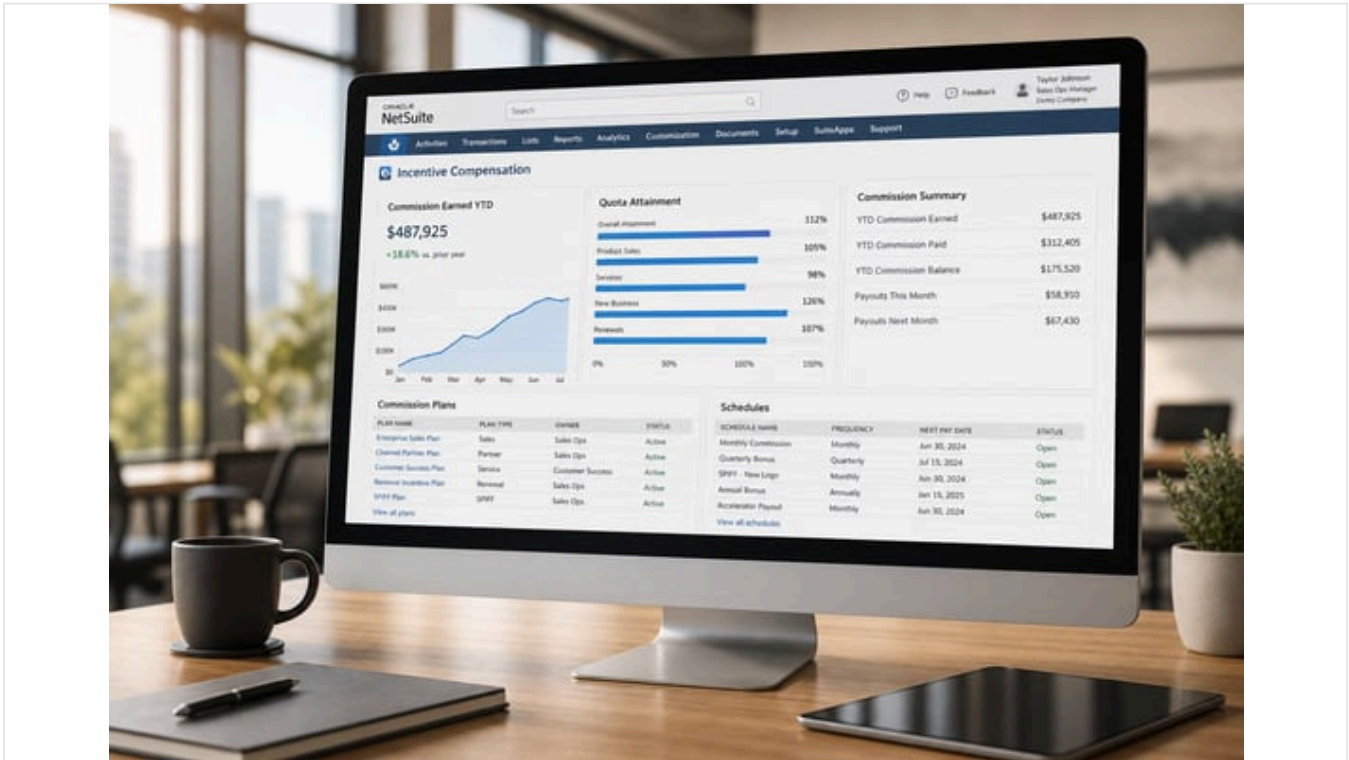 ORACLE
NetSuite
Search
Help
Feedback
Taylor Johnson
Sales Ops Manager
Demo Company
Activities Transactions Lists Reports Analytics Customization Documents Setup SuiteApps Support
Incentive Compensation
Commission Earned YTD
$487,925
+18.6% vs. prior year
$600K
$450K
$300K
$0
Jan Feb Mar Apr May Jun Jul
Quota Attainment
Overall Attainment 112%
Product Sales 105%
Services 98%
New Business 126%
Renewals 107%
0% 50% 100% 150%
Commission Summary
YTD Commission Earned $487,925
YTD Commission Paid $312,405
YTD Commission Balance $175,520
Payouts This Month $58,910
Payouts Next Month $67,430
Commission Plans
PLAN NAME PLAN TYPE OWNER STATUS
Enterprise Sales Plan Sales Sales Ops Active
Channel Partner Plan Partner Sales Ops Active
Customer Success Plan Service Customer Success Active
Renewal Incentive Plan Renewal Sales Ops Active
SPIFF Plan SPIFF Sales Ops Active
View all plans
Schedules
SCHEDULE NAME FREQUENCY NEXT PAY DATE STATUS
Monthly Commission Monthly Jun 30, 2024 Open
Quarterly Bonus Quarterly Jul 15, 2024 Open
SPIFF - New Logo Monthly Jun 30, 2024 Open
Annual Bonus Annually Jan 15, 2025 Open
Accelerator Payout Monthly Jun 30, 2024 Open
View all schedules